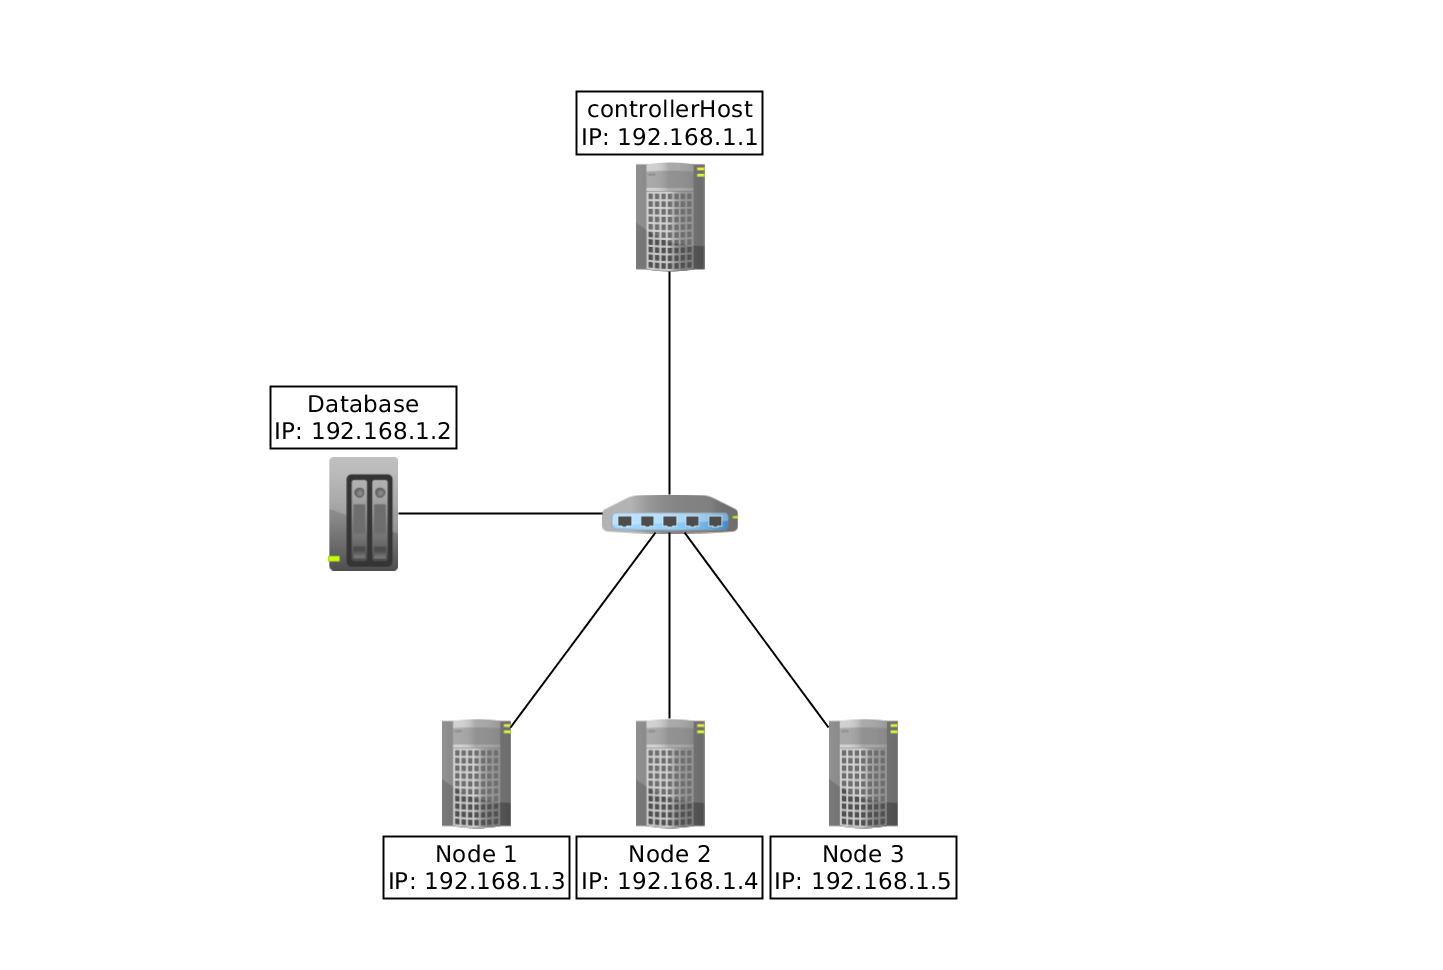 controllerHost
IP: 192.168.1.1
Database
IP: 192.168.1.2
Node 1
IP: 192.168.1.3
Node 2
IP: 192.168.1.4
Node 3
IP: 192.168.1.5